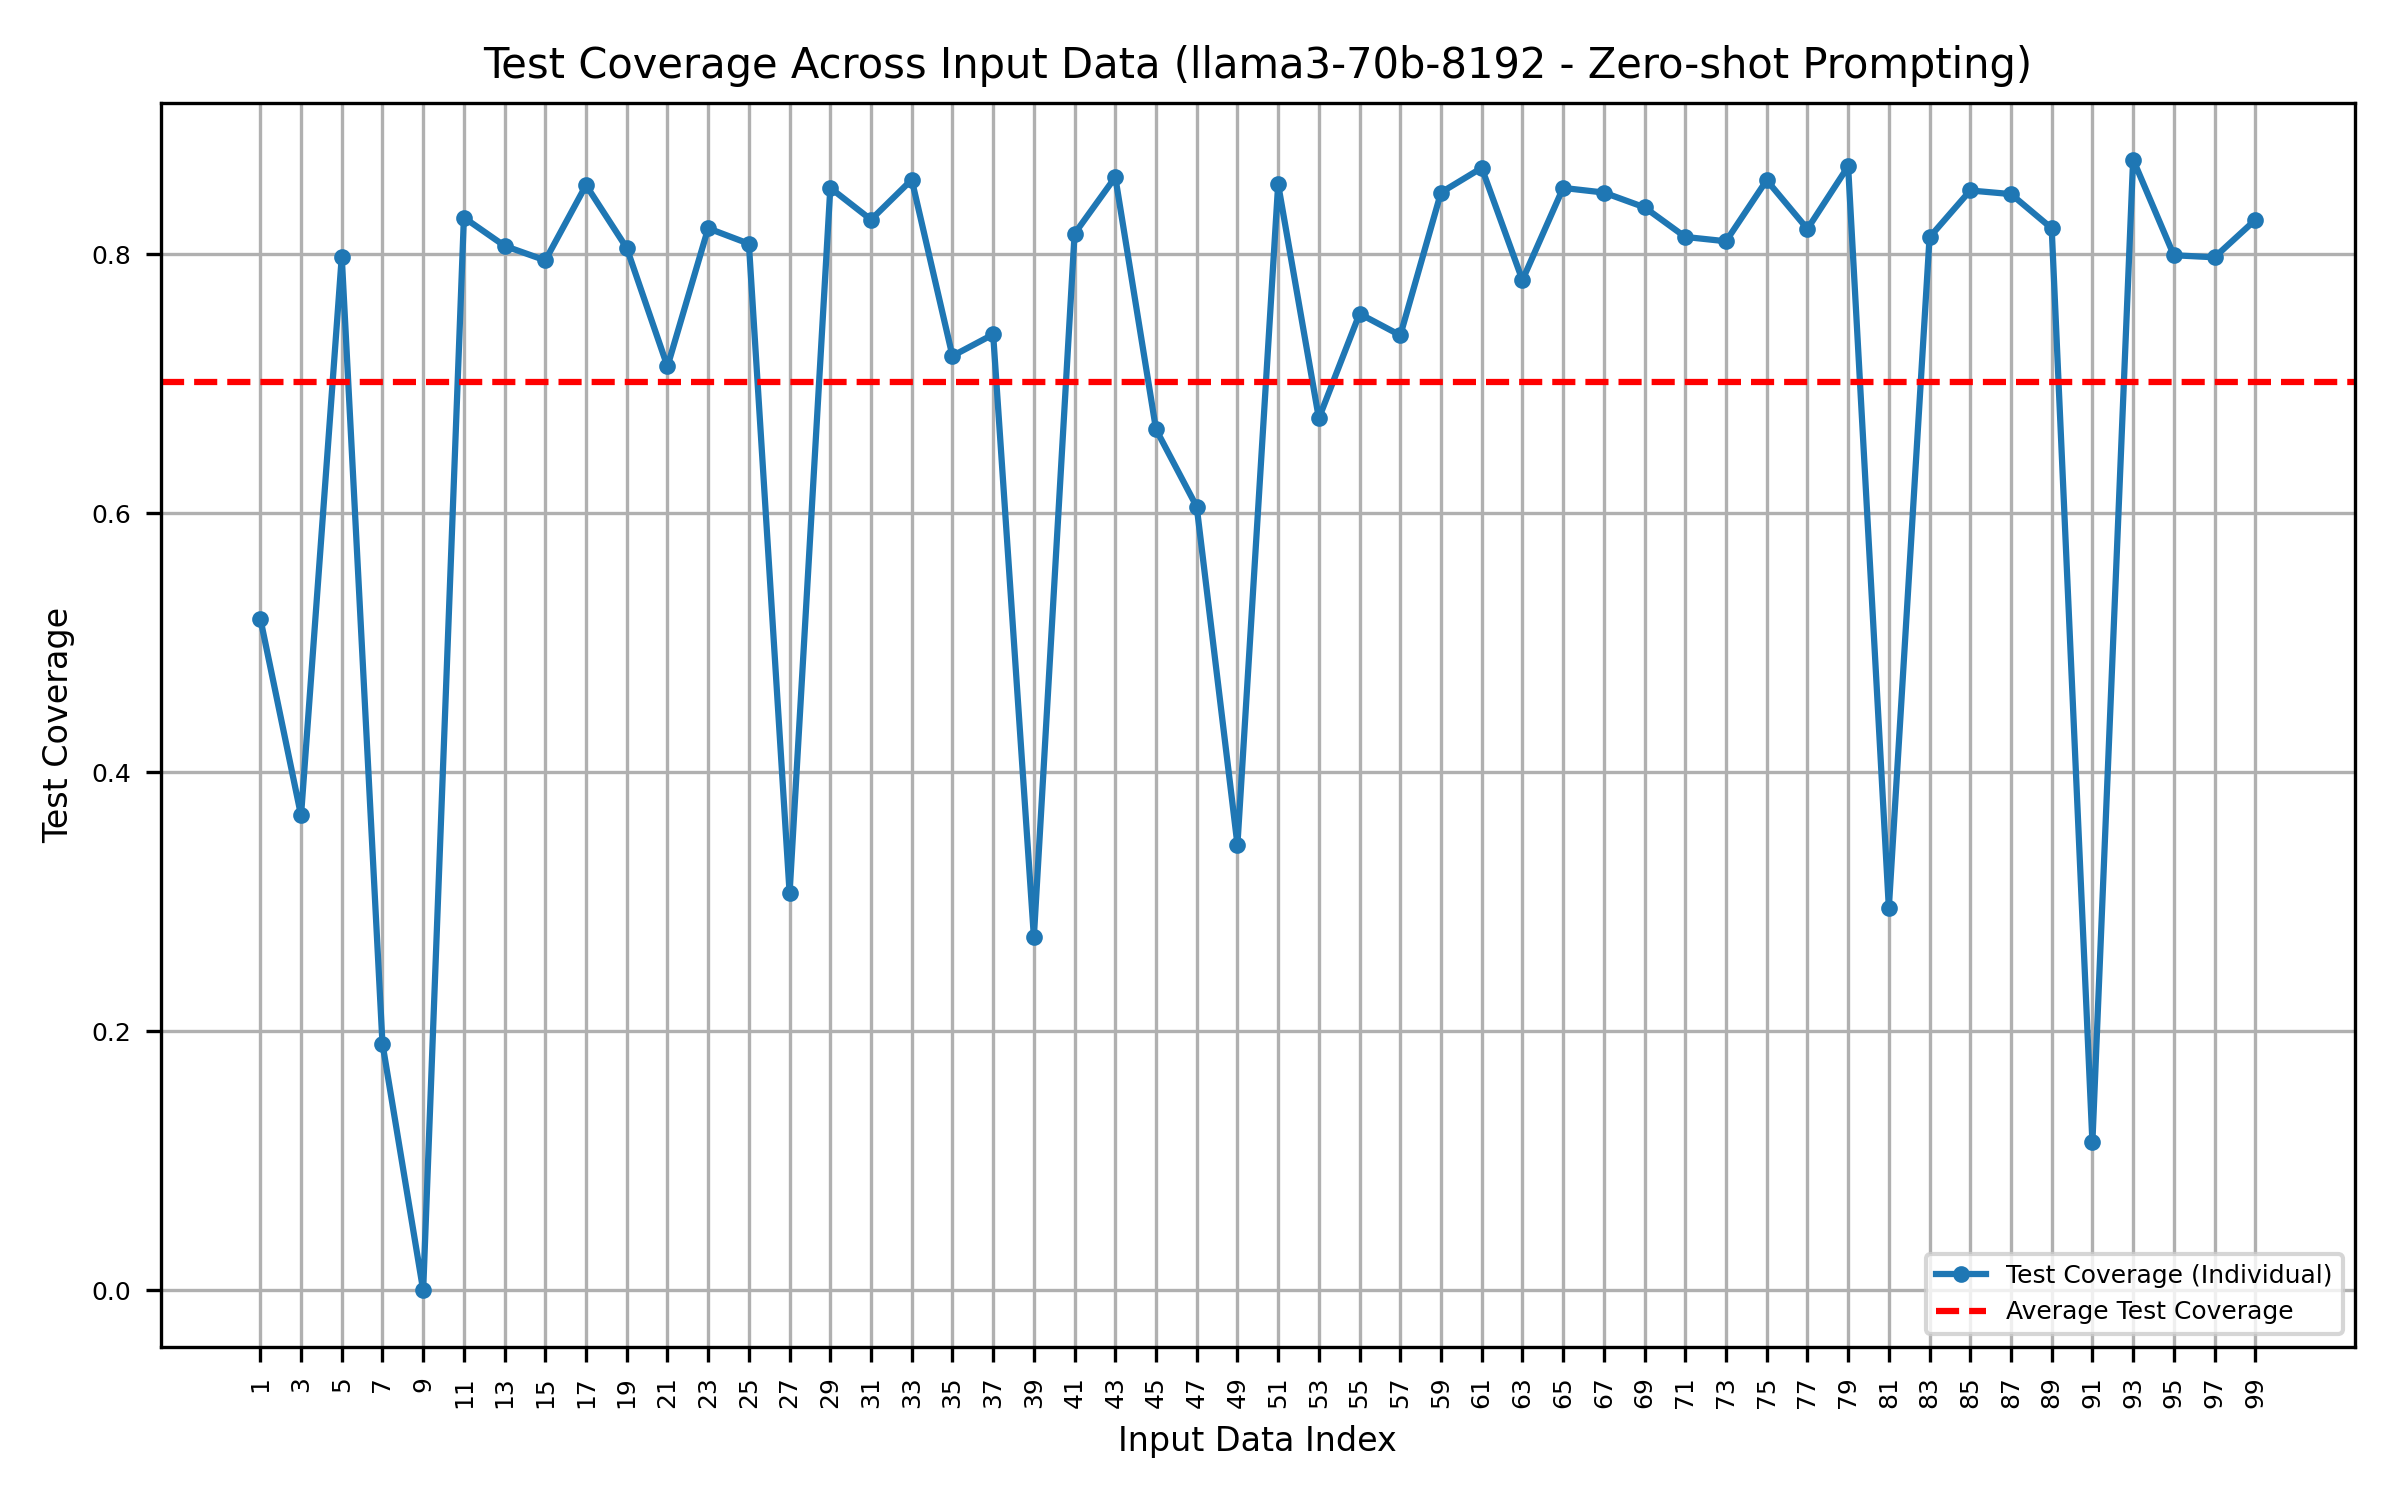 Test Coverage Across Input Data (llama3-70b-8192 - Zero-shot Prompting)
Test Coverage
0.8
0.6
0.4
0.2
0.0
Test Coverage (Individual)
Average Test Coverage
1 3 5 7 9 11 13 15 17 19 21 23 25 27 29 31 33 35 37 39 41 43 45 47 49 51 53 55 57 59 61 63 65 67 69 71 73 75 77 79 81 83 85 87 89 91 93 95 97 99
Input Data Index